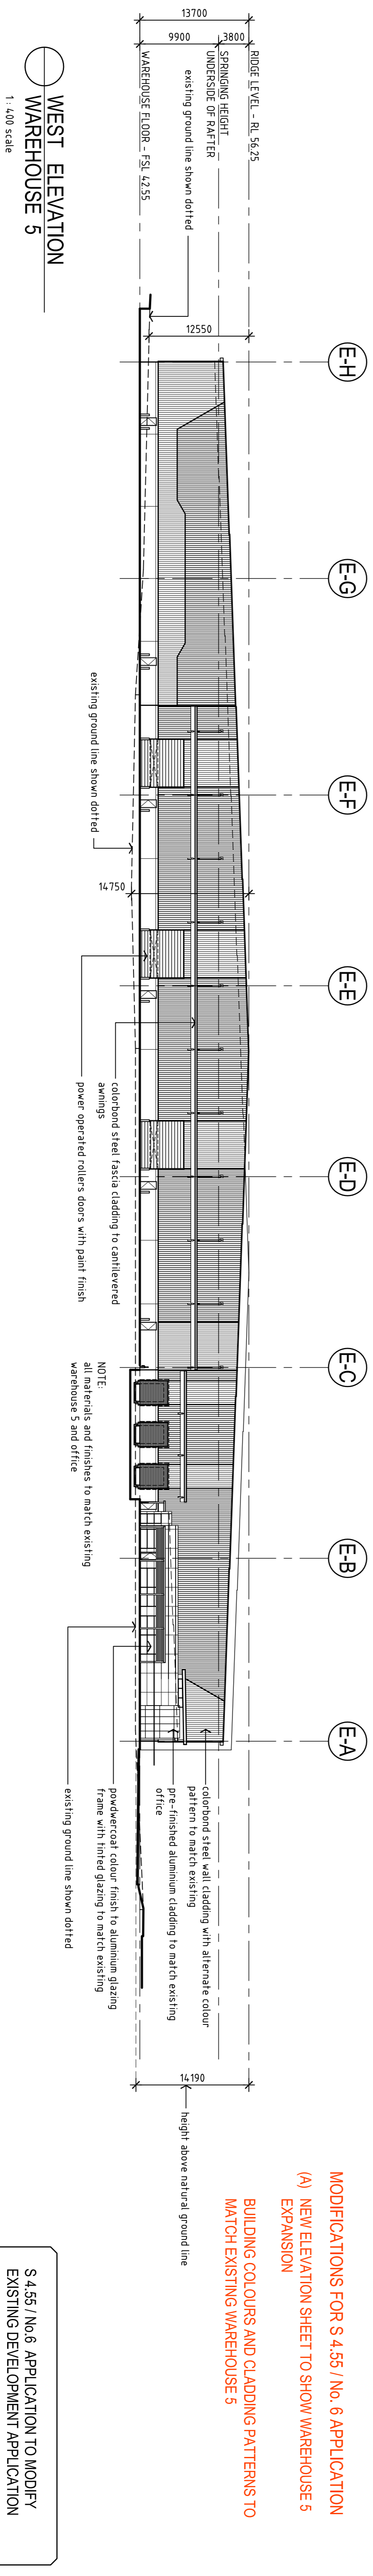 13700
9900
3800
RIDGE LEVEL - RL 56.25
SPRINGING HEIGHT
UNDERSIDE OF RAFTER
WAREHOUSE FLOOR - FSL 42.55
existing ground line shown dotted
12550
E-H
E-G
E-F
E-E
E-D
E-C
E-B
E-A
existing ground line shown dotted
14750
colorbond steel fascia cladding to cantilevered
awnings
power operated rollers doors with paint finish
NOTE:
all materials and finishes to match existing
warehouse 5 and office
colorbond steel wall cladding with alternate colour
pattern to match existing
pre-finished aluminium cladding to match existing
office
powdwercoat colour finish to aluminium glazing
frame with tinted glazing to match existing
existing ground line shown dotted
14190
height above natural ground line
WEST ELEVATION
WAREHOUSE 5
1 : 400 scale
MODIFICATIONS FOR S 4.55 / No. 6 APPLICATION
(A) NEW ELEVATION SHEET TO SHOW WAREHOUSE 5
EXPANSION
BUILDING COLOURS AND CLADDING PATTERNS TO
MATCH EXISTING WAREHOUSE 5
S 4.55 / No.6 APPLICATION TO MODIFY
EXISTING DEVELOPMENT APPLICATION